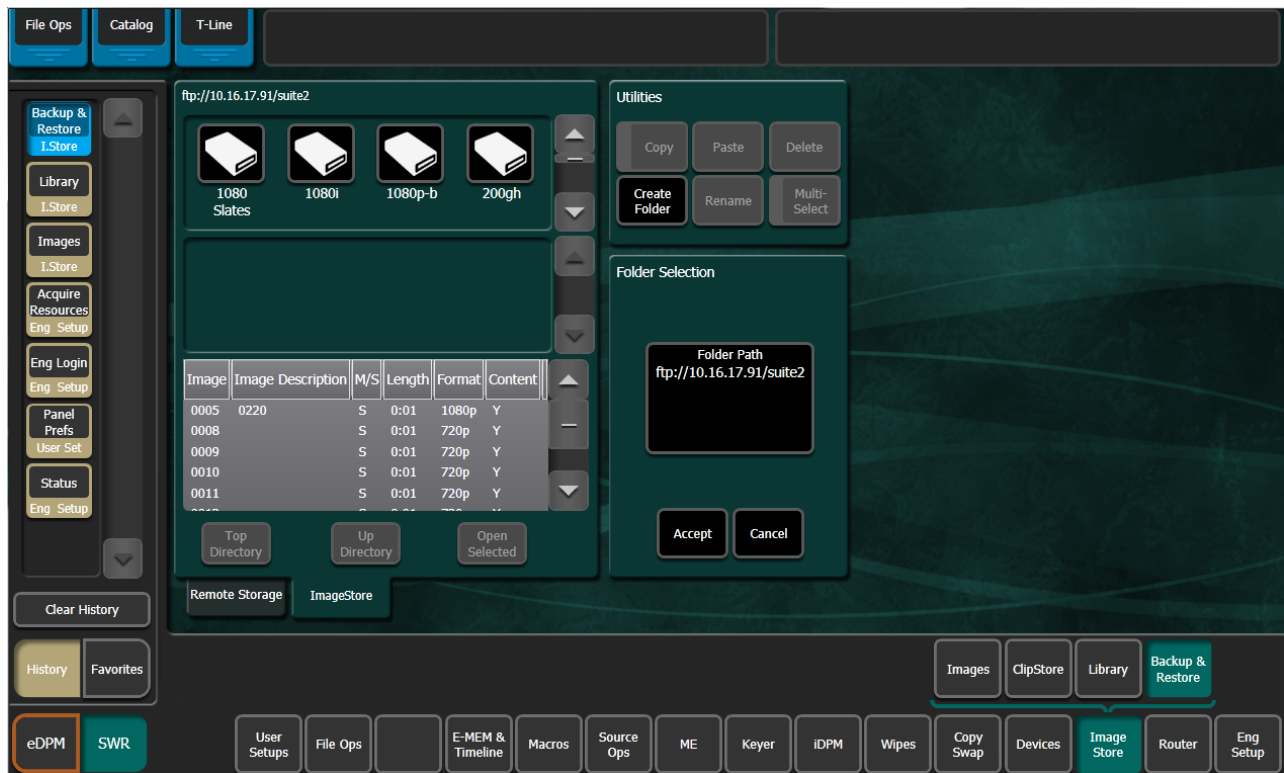 File Ops
Catalog
T-Line
Backup &
Restore
I.Store
Library
I.Store
Images
I.Store
Acquire
Resources
Eng Setup
Eng Login
Eng Setup
Panel
Prefs
User Set
Status
Eng Setup
Clear History
History
Favorites
ftp://10.16.17.91/suite2
1080
Slates
1080i
1080p-b
200gh
Image Image Description M/S Length Format Content
0005 0220 S 0:01 1080p Y
0008 S 0:01 720p Y
0009 S 0:01 720p Y
0010 S 0:01 720p Y
0011 S 0:01 720p Y
Top
Directory
Up
Directory
Open
Selected
Remote Storage
ImageStore
Utilities
Copy
Paste
Delete
Create
Folder
Rename
Multi-
Select
Folder Selection
Folder Path
ftp://10.16.17.91/suite2
Accept
Cancel
Images
ClipStore
Library
Backup &
Restore
eDPM
SWR
User
Setups
File Ops
E-MEM &
Timeline
Macros
Source
Ops
ME
Keyer
iDPM
Wipes
Copy
Swap
Devices
Image
Store
Router
Eng
Setup